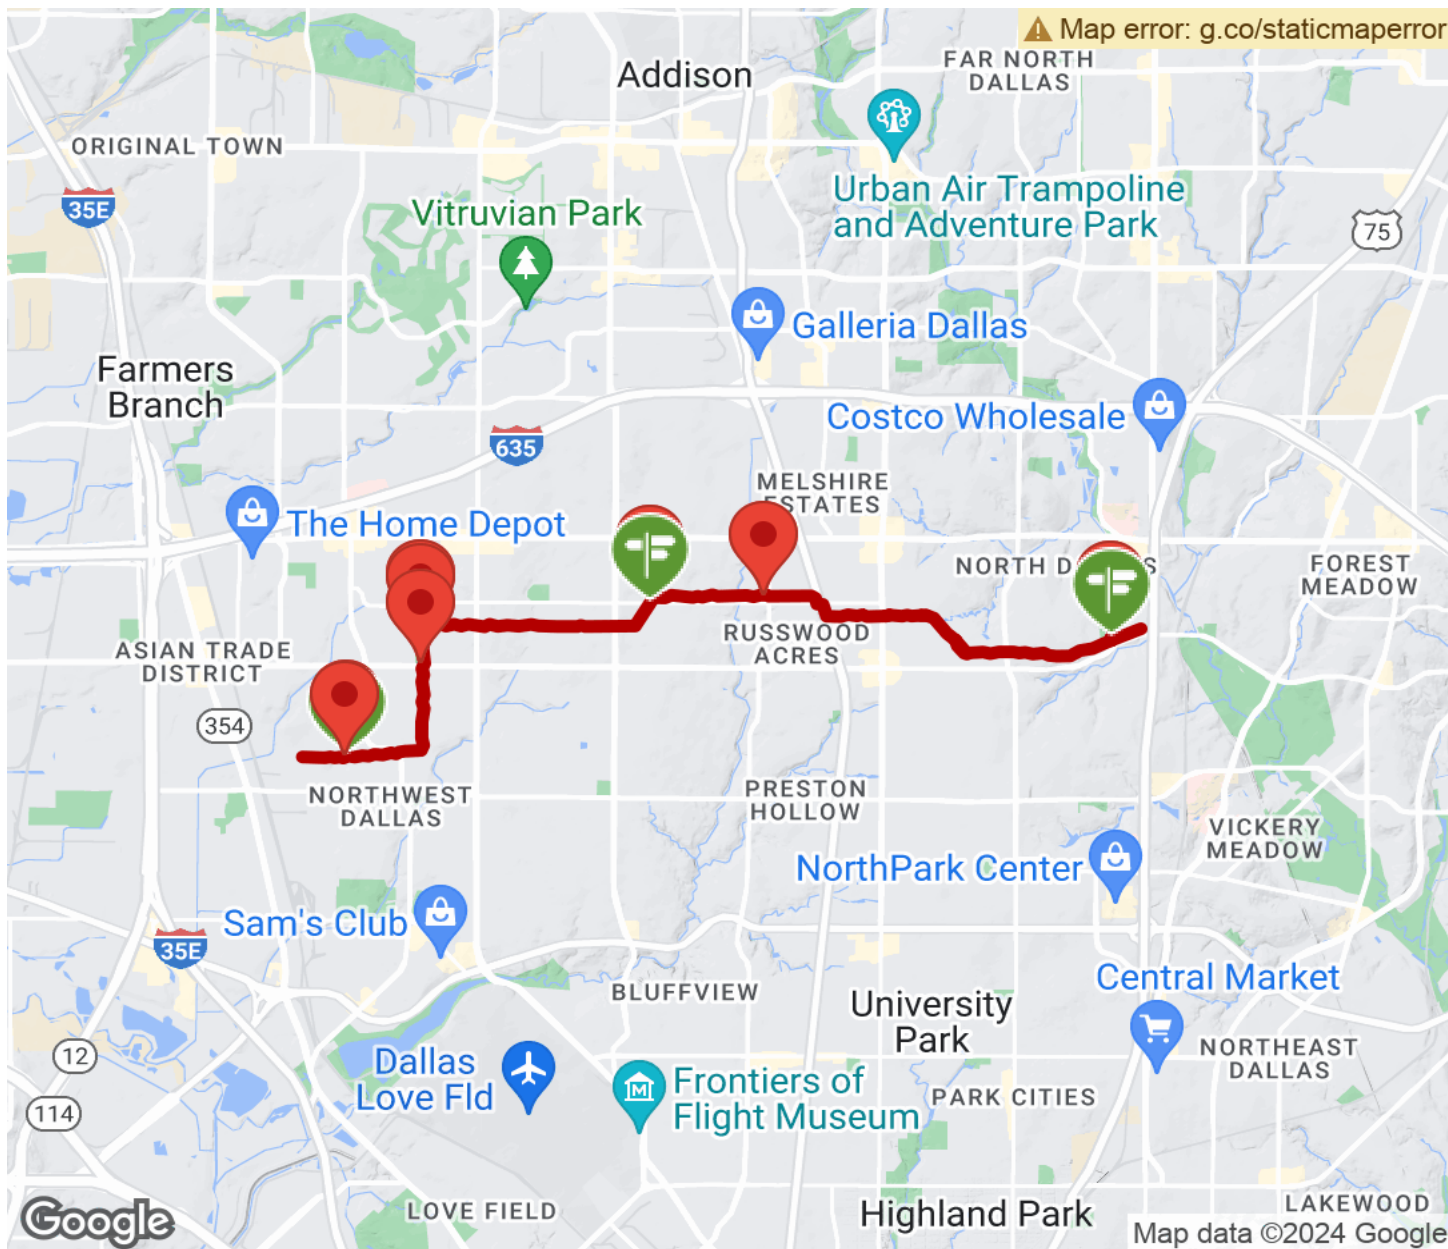 Map error: g.co/staticmaperror
Addison
FAR NORTH
DALLAS
ORIGINAL TOWN
35E
Urban Air Trampoline
and Adventure Park
Vitruvian Park
75
Galleria Dallas
Farmers
Branch
Costco Wholesale
635
MELSHIRE
ESTATES
The Home Depot
NORTH D S
FOREST
MEADOW
RUSSWOOD
ACRES
ASIAN TRADE
DISTRICT
354
NORTHWEST
DALLAS
PRESTON
HOLLOW
VICKERY
MEADOW
NorthPark Center
Sam's Club
35E
Central Market
BLUFFVIEW
University
Park
12
Dallas
Love Fld
NORTHEAST
DALLAS
Frontiers of
Flight Museum
PARK CITIES
114
M
Google
LOVE FIELD
Highland Park
LAKEWOOD
Map data ©2024 Google